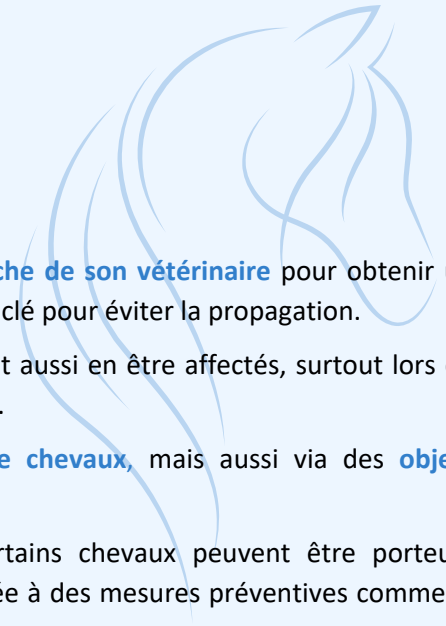 che de son vétérinaire pour obtenir
clé pour éviter la propagation.
t aussi en être affectés, surtout lors
.
e chevaux, mais aussi via des obje
rtains chevaux peuvent être porteu
ée à des mesures préventives comme